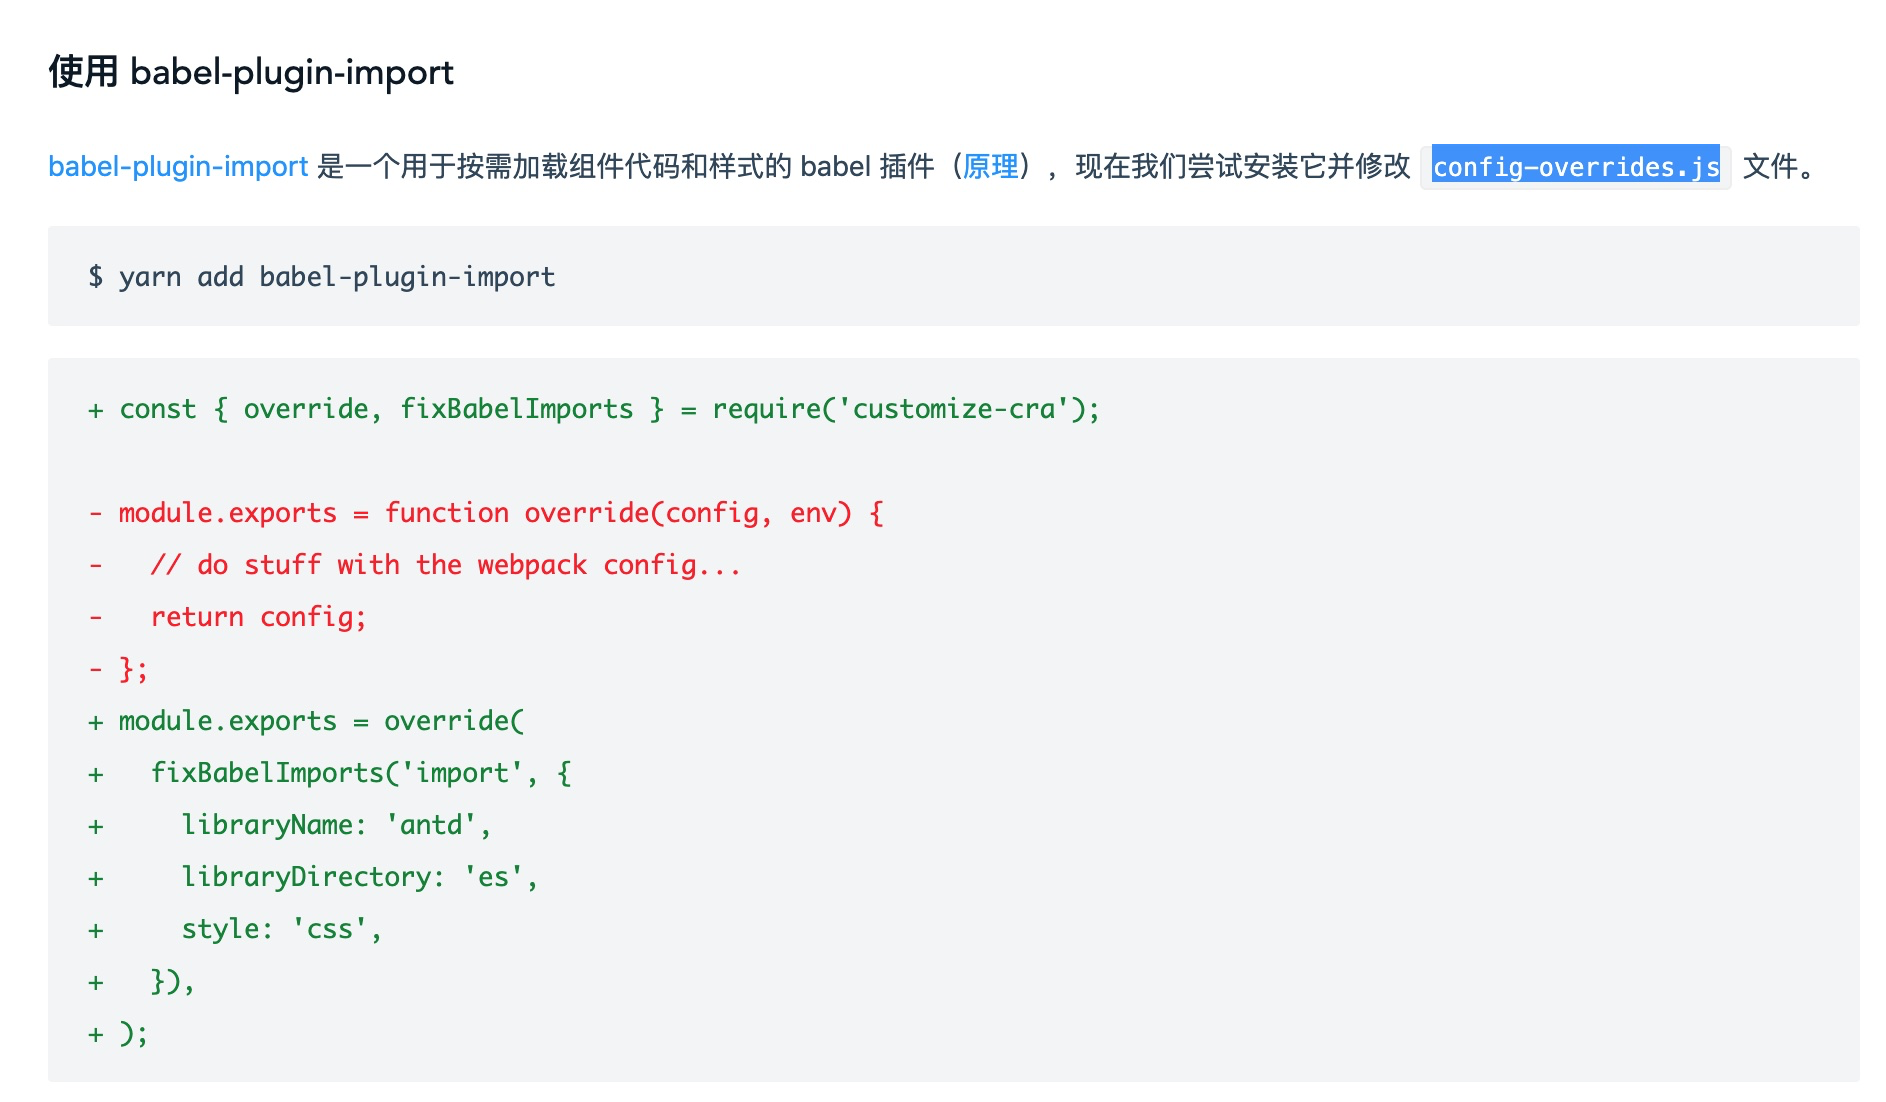 使用 babel-plugin-import
babel-plugin-import 是一个用于按需加载组件代码和样式的 babel 插件（原理），现在我们尝试安装它并修改 config-overrides.js 文件。
$ yarn add babel-plugin-import
+ const { override, fixBabelImports } = require('customize-cra');
- module.exports = function override(config, env) {
-   // do stuff with the webpack config...
-   return config;
- };
+ module.exports = override(
+   fixBabelImports('import', {
+     libraryName: 'antd',
+     libraryDirectory: 'es',
+     style: 'css',
+   }),
+ );